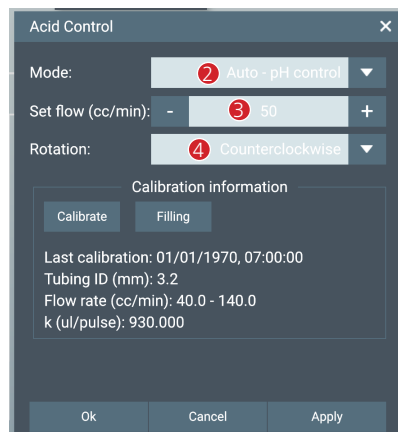 Acid Control ×
Mode: 2 Auto - pH control
Set flow (cc/min): - 3 50 +
Rotation: 4 Counterclockwise
Calibration information
Calibrate Filling
Last calibration: 01/01/1970, 07:00:00
Tubing ID (mm): 3.2
Flow rate (cc/min): 40.0 - 140.0
k (ul/pulse): 930.000
Ok Cancel Apply